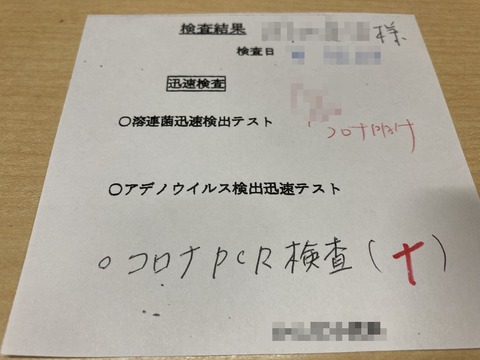 検査結果 様
検査日
迅速検査
○溶連菌迅速検出テスト
コロナ
○アデノウイルス検出迅速テスト
○コロナPCR検査(+)